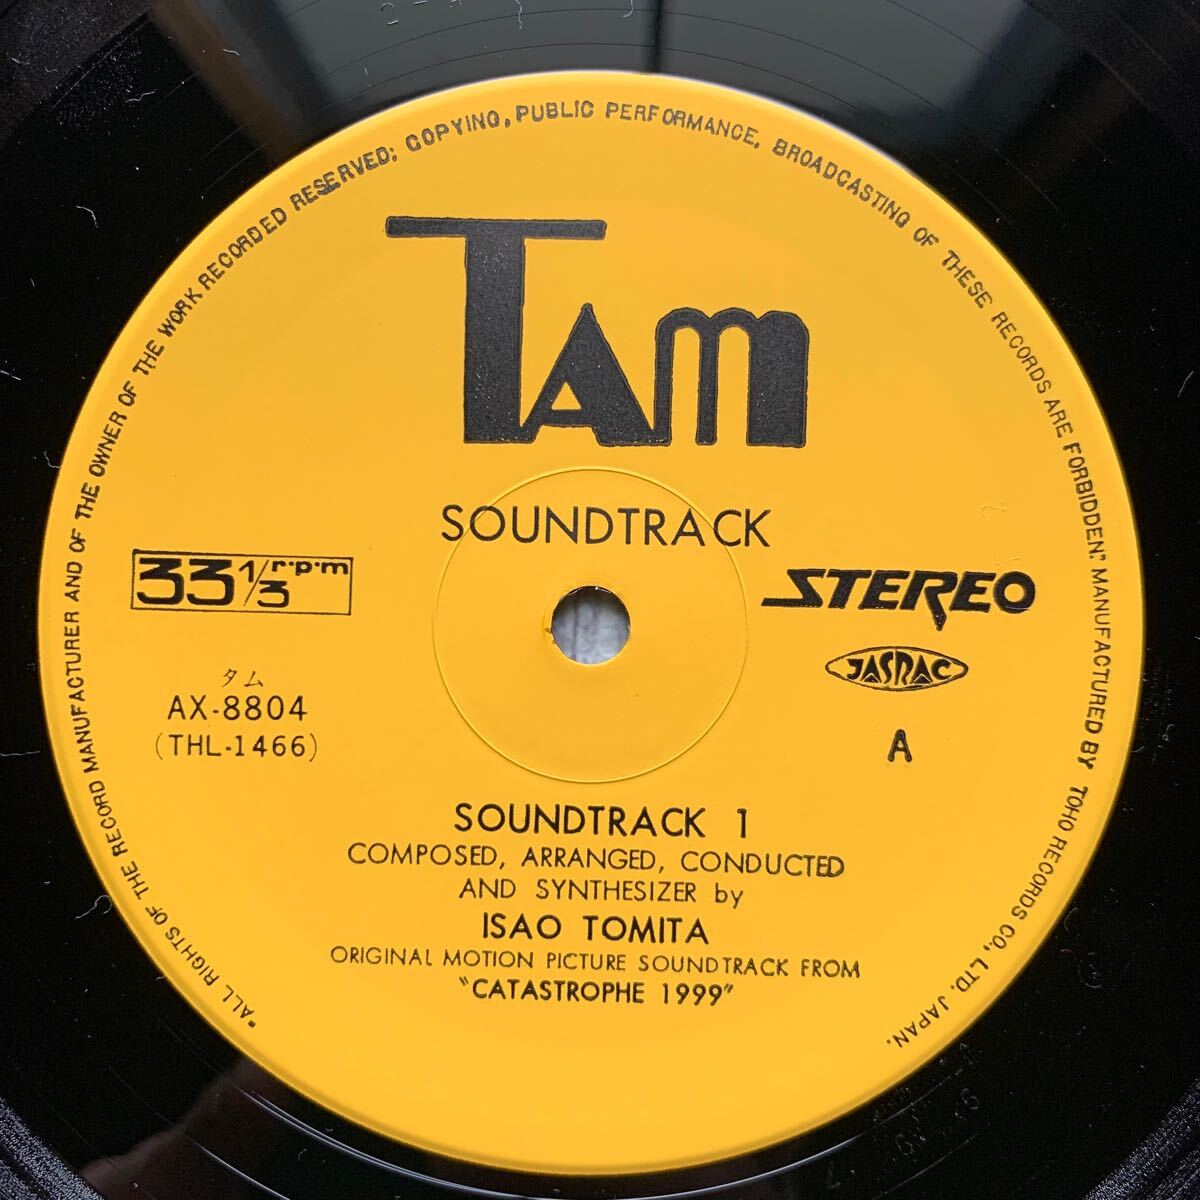 "ALL RIGHTS OF THE RECORD MANUFACTURER AND OF THE OWNER OF THE WORK RECORDED RESERVED; COPYING, PUBLIC PERFORMANCE, BROADCASTING OF THESE RECORDS ARE FORBIDDEN." MANUFACTURED BY TOHO RECORDS CO., LTD. JAPAN.
TAM
SOUNDTRACK
33 1/3 r·p·m
STEREO
JASRAC
タム
AX-8804
(THL-1466)
A
SOUNDTRACK 1
COMPOSED, ARRANGED, CONDUCTED
AND SYNTHESIZER by
ISAO TOMITA
ORIGINAL MOTION PICTURE SOUNDTRACK FROM
"CATASTROPHE 1999"